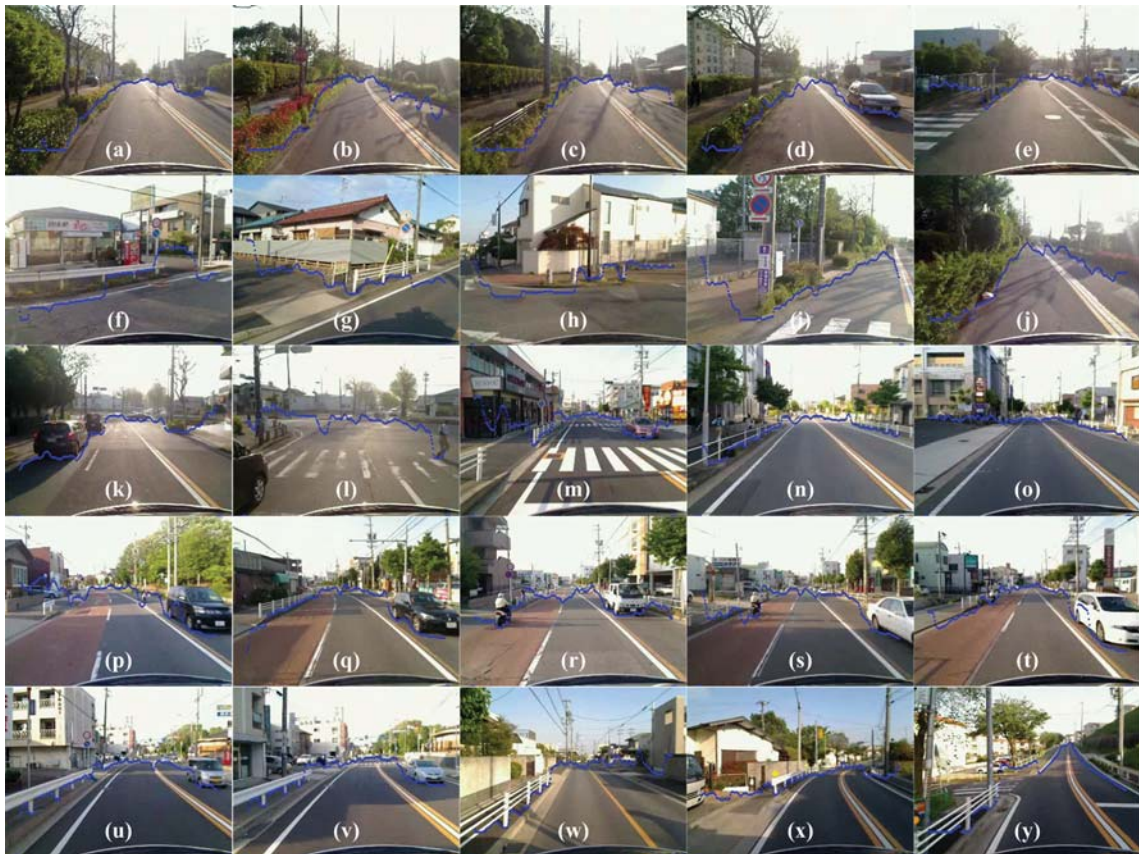 (a) (b) (c) (d) (e)
(f) (g) (h) (i) (j)
(k) (l) (m) (n) (o)
(p) (q) (r) (s) (t)
(u) (v) (w) (x) (y)